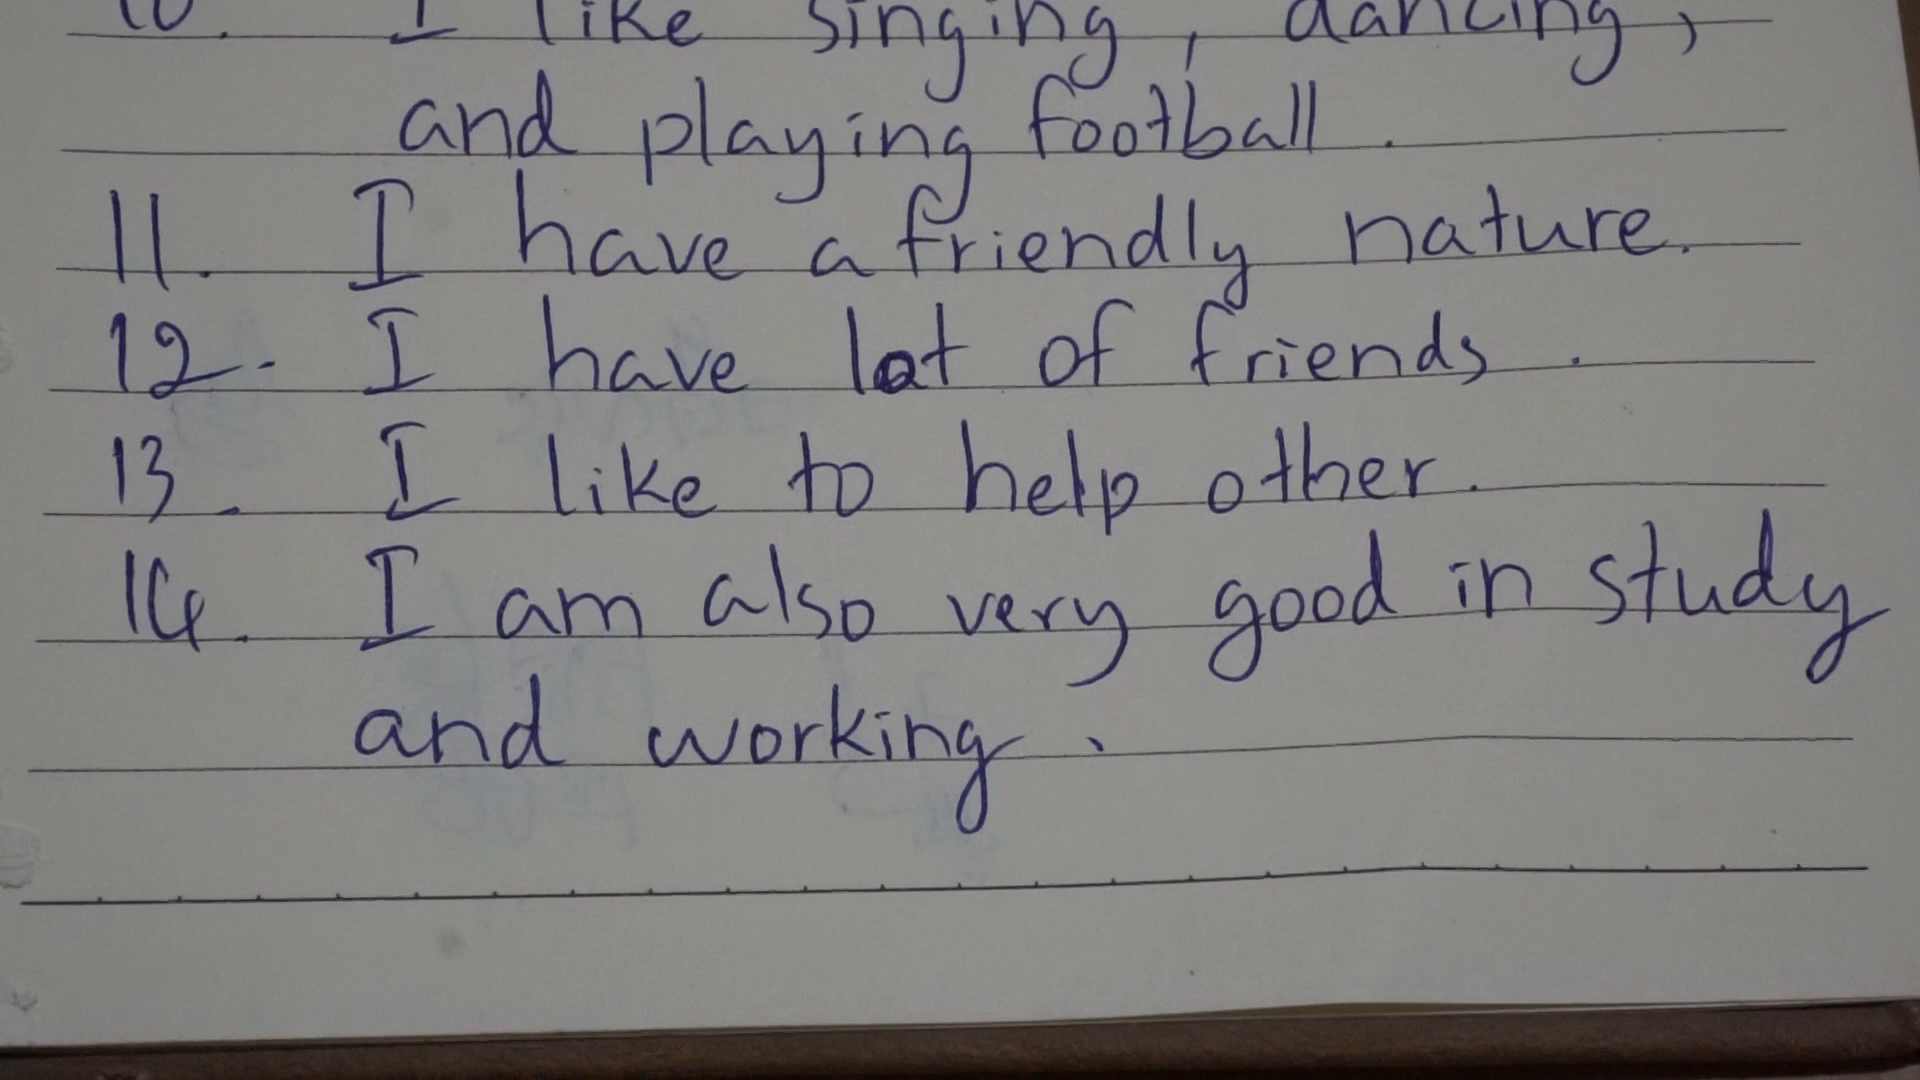 10. I like singing, dancing,
and playing football.
11. I have a friendly nature.
12. I have lot of friends.
13. I like to help other.
14. I am also very good in study
and working.